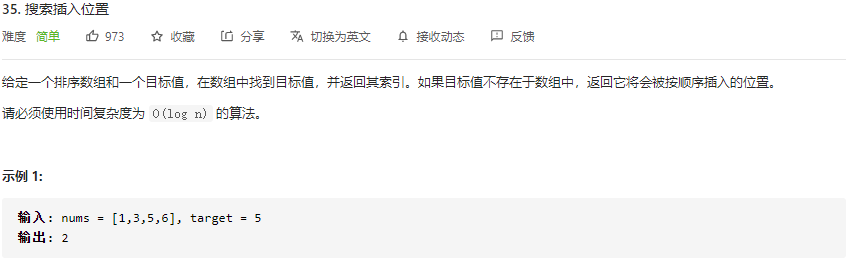 35. 搜索插入位置
难度 简单 973 收藏 分享 切换为英文 接收动态 反馈
给定一个排序数组和一个目标值，在数组中找到目标值，并返回其索引。如果目标值不存在于数组中，返回它将会被按顺序插入的位置。
请必须使用时间复杂度为 O(log n) 的算法。
示例 1:
输入: nums = [1,3,5,6], target = 5
输出: 2